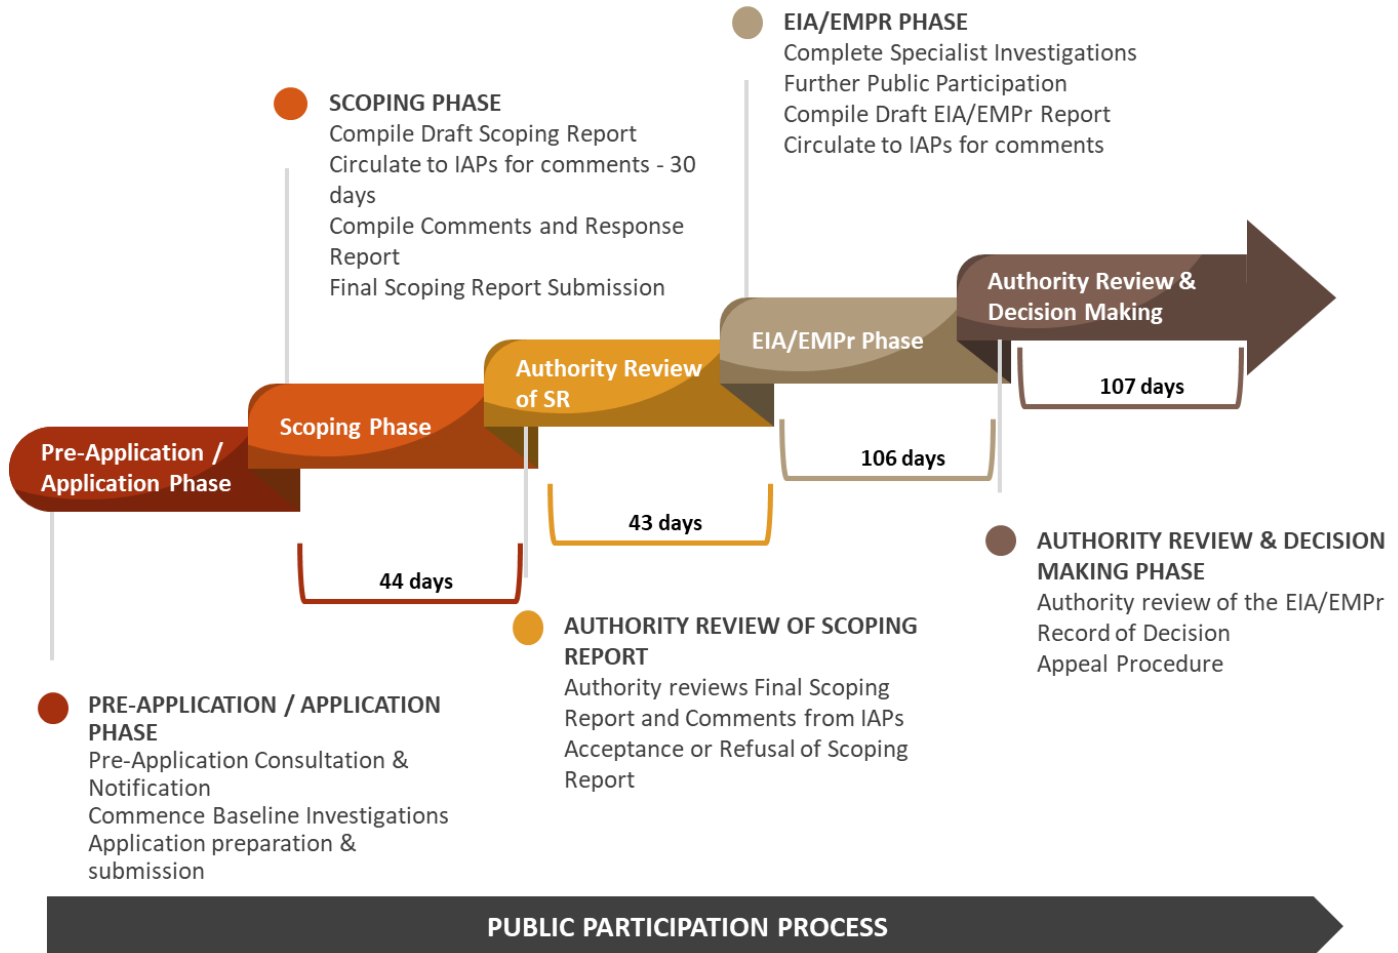 EIA/EMPR PHASE
Complete Specialist Investigations
Further Public Participation
Compile Draft EIA/EMPr Report
Circulate to IAPs for comments
SCOPING PHASE
Compile Draft Scoping Report
Circulate to IAPs for comments - 30
days
Compile Comments and Response
Report
Final Scoping Report Submission
Authority Review &
Decision Making
107 days
EIA/EMPr Phase
106 days
Authority Review
of SR
43 days
Scoping Phase
44 days
Pre-Application /
Application Phase
AUTHORITY REVIEW & DECISION
MAKING PHASE
Authority review of the EIA/EMPr
Record of Decision
Appeal Procedure
AUTHORITY REVIEW OF SCOPING
REPORT
Authority reviews Final Scoping
Report and Comments from IAPs
Acceptance or Refusal of Scoping
Report
PRE-APPLICATION / APPLICATION
PHASE
Pre-Application Consultation &
Notification
Commence Baseline Investigations
Application preparation &
submission
PUBLIC PARTICIPATION PROCESS